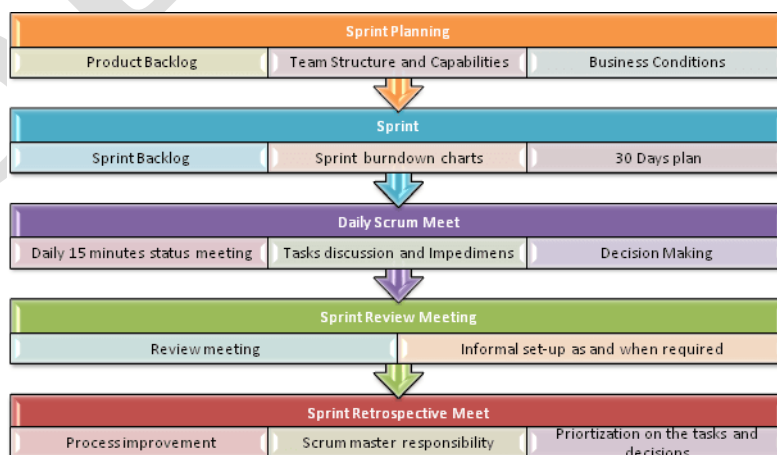 Sprint Planning
Product Backlog
Team Structure and Capabilities
Business Conditions
Sprint
Sprint Backlog
Sprint burndown charts
30 Days plan
Daily Scrum Meet
Daily 15 minutes status meeting
Tasks discussion and Impedimens
Decision Making
Sprint Review Meeting
Review meeting
Informal set-up as and when required
Sprint Retrospective Meet
Process improvement
Scrum master responsibility
Priortization on the tasks and
decisions